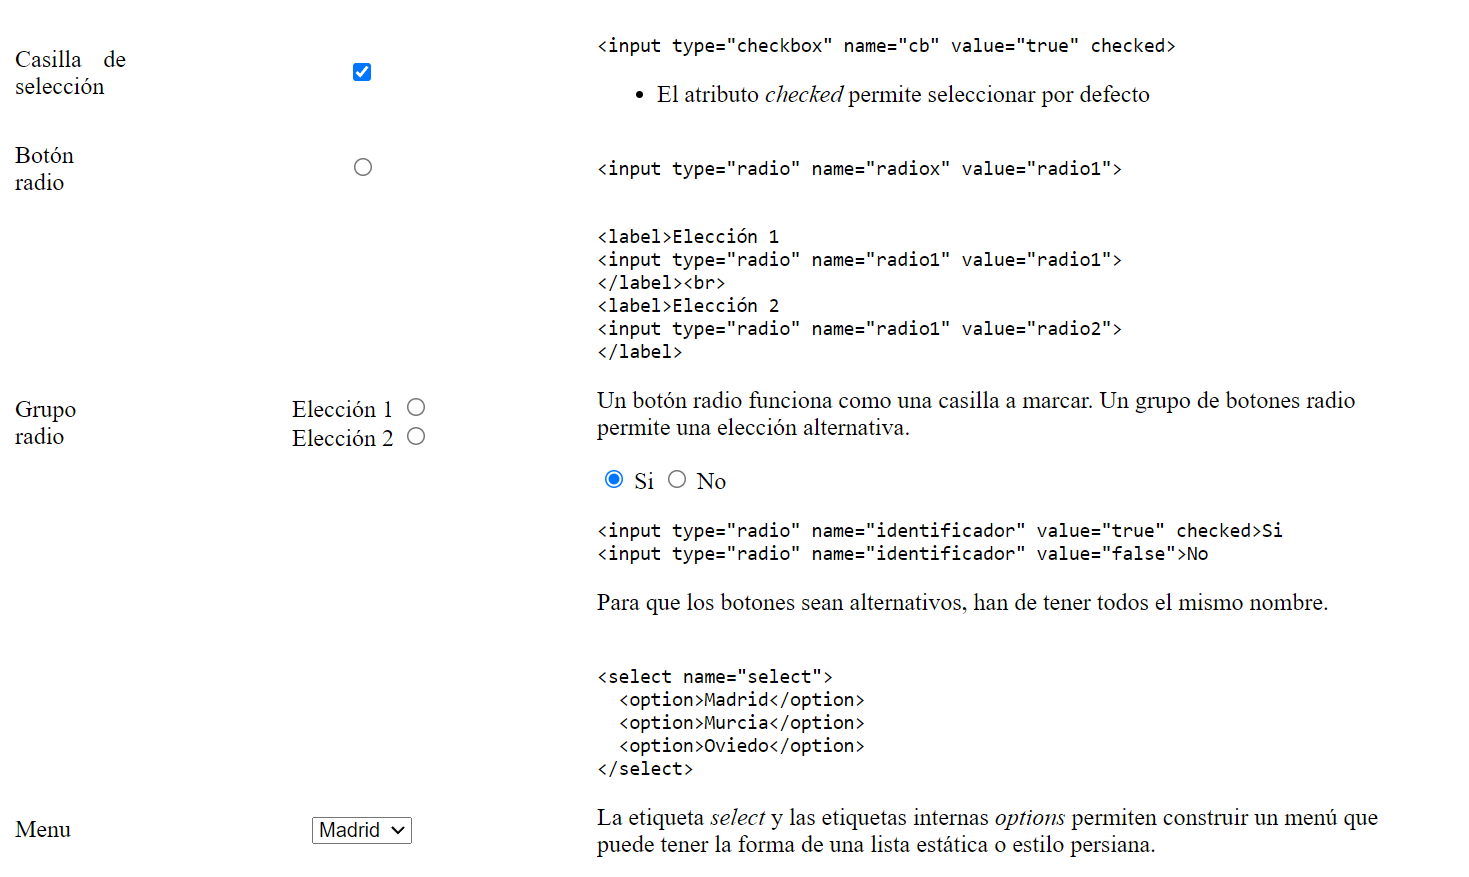 Casilla de
selección
<input type="checkbox" name="cb" value="true" checked>
• El atributo checked permite seleccionar por defecto
Botón
radio
<input type="radio" name="radiox" value="radio1">
Grupo
radio
Elección 1
Elección 2
<label>Elección 1
<input type="radio" name="radio1" value="radio1">
</label><br>
<label>Elección 2
<input type="radio" name="radio1" value="radio2">
</label>
Un botón radio funciona como una casilla a marcar. Un grupo de botones radio
permite una elección alternativa.
Si No
<input type="radio" name="identificador" value="true" checked>Si
<input type="radio" name="identificador" value="false">No
Para que los botones sean alternativos, han de tener todos el mismo nombre.
Menu
Madrid
<select name="select">
  <option>Madrid</option>
  <option>Murcia</option>
  <option>Oviedo</option>
</select>
La etiqueta select y las etiquetas internas options permiten construir un menú que
puede tener la forma de una lista estática o estilo persiana.